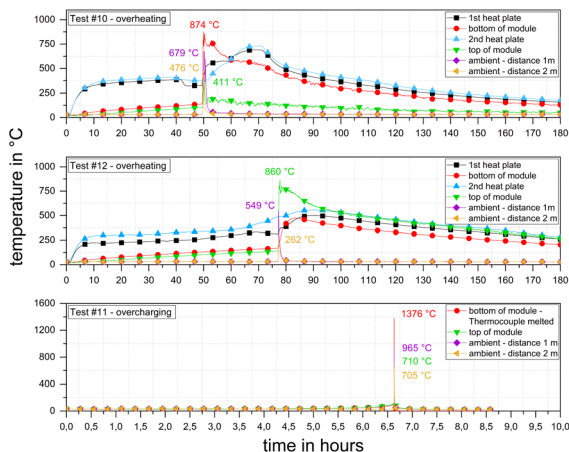 Test #10 - overheating
1000
750
500
250
0
874 °C
679 °C
476 °C
411 °C
1st heat plate
bottom of module
2nd heat plate
top of module
ambient - distance 1m
ambient - distance 2 m
0 10 20 30 40 50 60 70 80 90 100 110 120 130 140 150 160 170 180
temperature in °C
Test #12 - overheating
1000
750
500
250
0
860 °C
549 °C
262 °C
1st heat plate
bottom of module
2nd heat plate
top of module
ambient - distance 1m
ambient - distance 2 m
0 10 20 30 40 50 60 70 80 90 100 110 120 130 140 150 160 170 180
Test #11 - overcharging
1600
1200
800
400
0
1376 °C
965 °C
710 °C
705 °C
bottom of module -
Thermocouple melted
top of module
ambient - distance 1 m
ambient - distance 2 m
0,0 0,5 1,0 1,5 2,0 2,5 3,0 3,5 4,0 4,5 5,0 5,5 6,0 6,5 7,0 7,5 8,0 8,5 9,0 9,5 10,0
time in hours